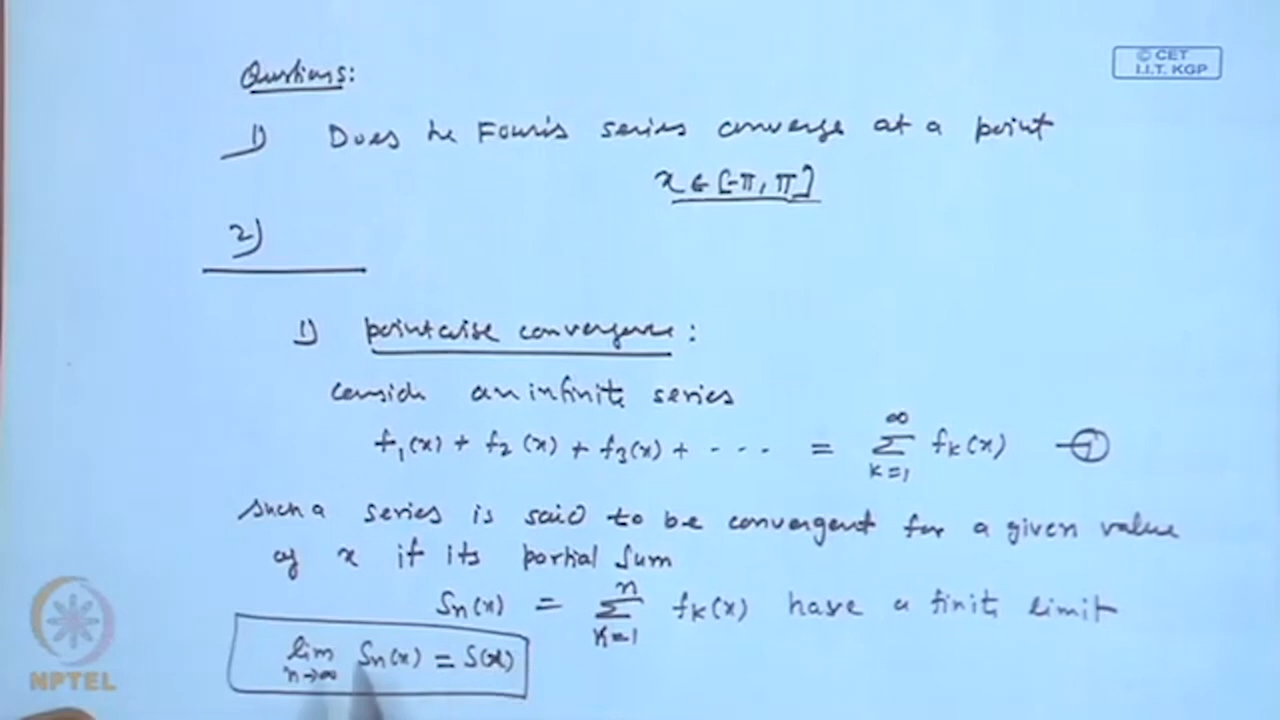 Questions:
© CET
I.I.T. KGP
1) Does the Fourier series converge at a point
x ∈ [-π, π]
2)
1) pointwise convergence:
Consider an infinite series
f₁(x) + f₂(x) + f₃(x) + - - - = ∑_{k=1}^{∞} f_k(x) —①
Such a series is said to be convergent for a given value
of x if its partial sum
Sₙ(x) = ∑_{k=1}^{n} f_k(x) have a finite limit
lim_{n→∞} Sₙ(x) = S(x)
NPTEL